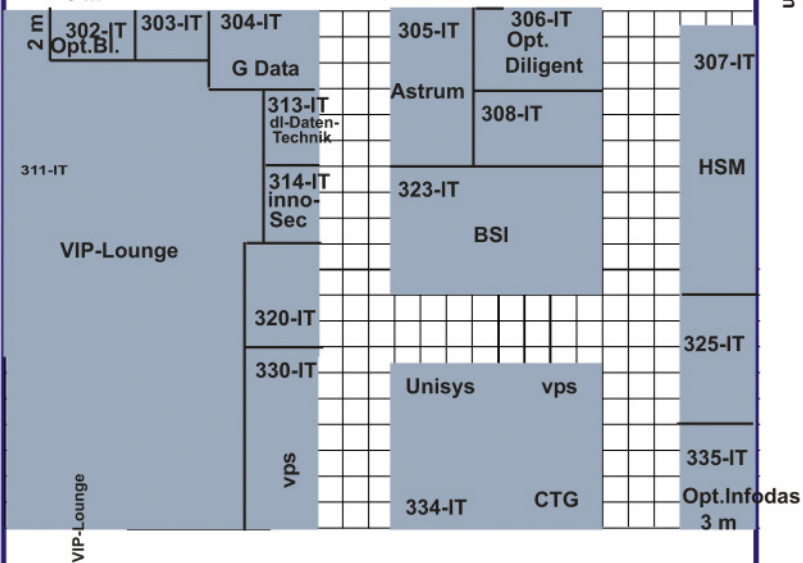 2 m
302-IT
Opt.Bl.
303-IT
304-IT
G Data
313-IT
dl-Daten-
Technik
314-IT
inno-
Sec
311-IT
VIP-Lounge
320-IT
330-IT
vps
VIP-Lounge
305-IT
Astrum
306-IT
Opt.
Diligent
308-IT
323-IT
BSI
Unisys
vps
334-IT
CTG
307-IT
HSM
325-IT
335-IT
Opt.Infodas
3 m